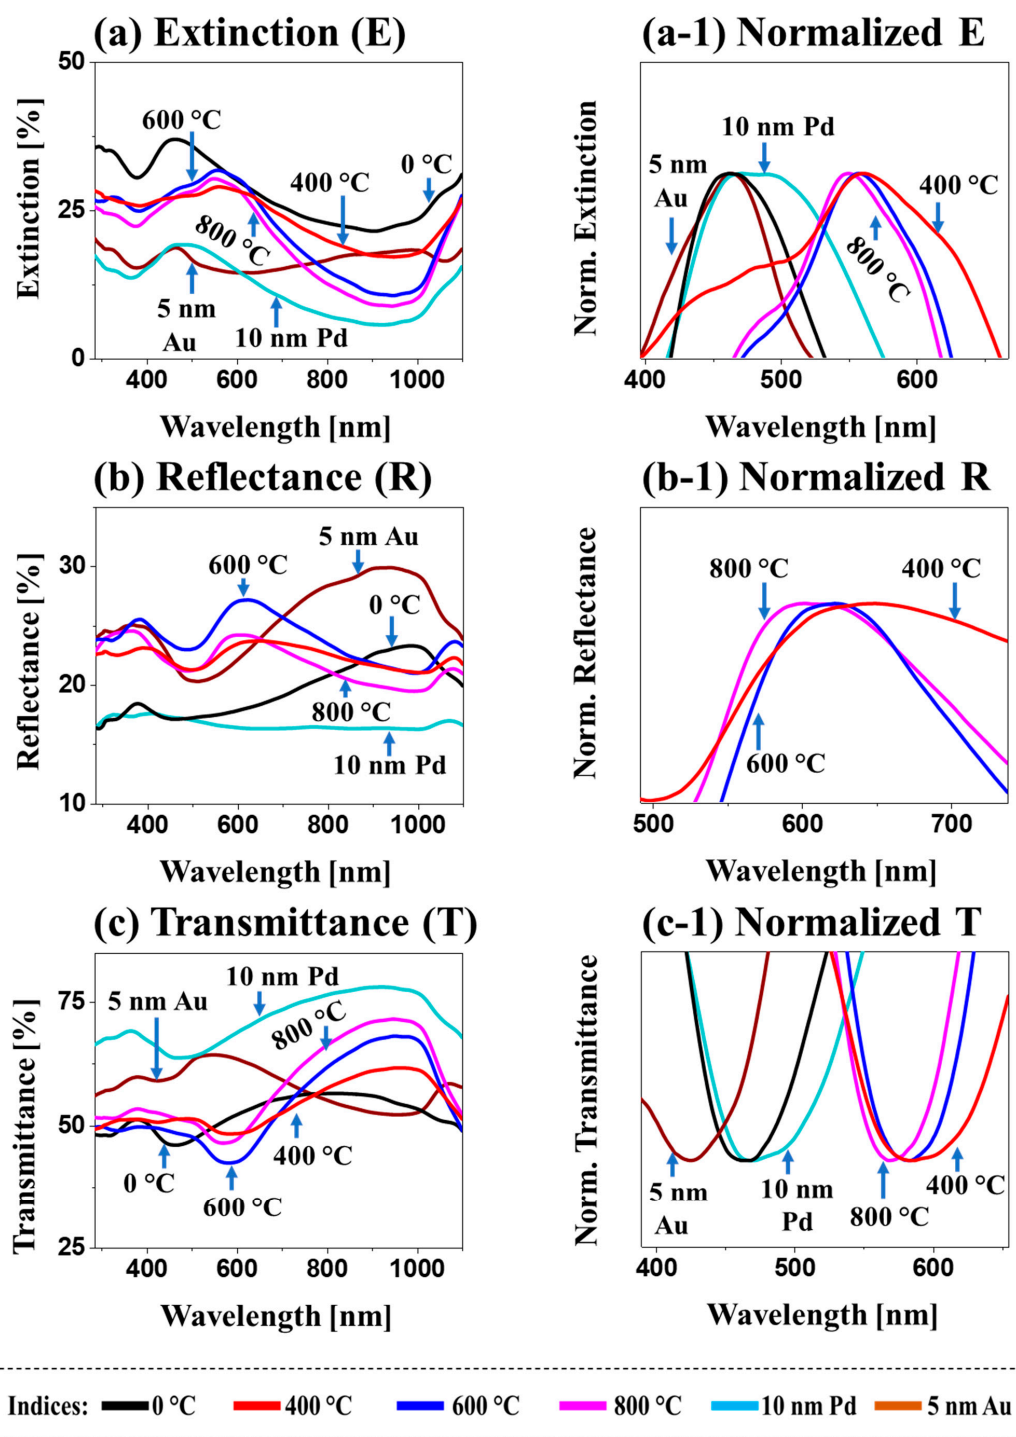 (a) Extinction (E)
50
25
0
Extinction [%]
600 °C
400 °C
0 °C
800 °C
5 nm
Au
10 nm Pd
400 600 800 1000
Wavelength [nm]
(a-1) Normalized E
Norm. Extinction
10 nm Pd
5 nm
Au
400 °C
800 °C
400 500 600
Wavelength [nm]
(b) Reflectance (R)
30
20
10
Reflectance [%]
5 nm Au
600 °C
0 °C
800 °C
10 nm Pd
400 600 800 1000
Wavelength [nm]
(b-1) Normalized R
Norm. Reflectance
800 °C
400 °C
600 °C
500 600 700
Wavelength [nm]
(c) Transmittance (T)
75
50
25
Transmittance [%]
10 nm Pd
5 nm Au
800 °C
0 °C
400 °C
600 °C
400 600 800 1000
Wavelength [nm]
(c-1) Normalized T
Norm. Transmittance
5 nm
Au
10 nm
Pd
800 °C
400 °C
400 500 600
Wavelength [nm]
Indices: 0 °C 400 °C 600 °C 800 °C 10 nm Pd 5 nm Au